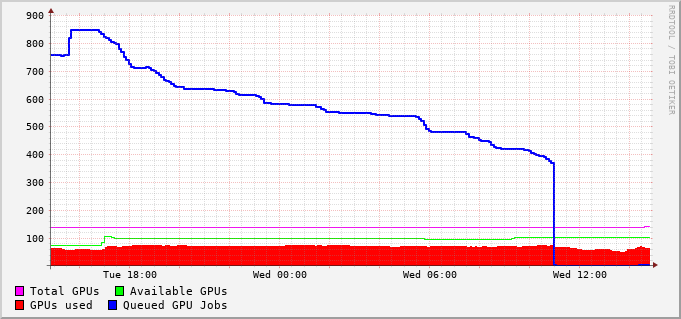 900
800
700
600
500
400
300
200
100
Tue 18:00 Wed 00:00 Wed 06:00 Wed 12:00
Total GPUs Available GPUs
GPUs used Queued GPU Jobs
RRDTOOL / TOBI OETIKER